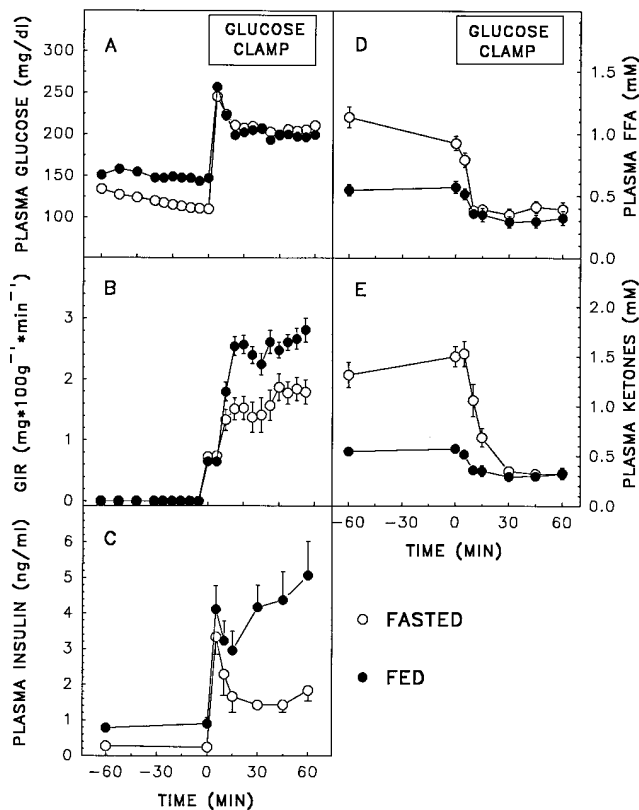 GLUCOSE
CLAMP
A
PLASMA GLUCOSE (mg/dl)
300
250
200
150
100
GLUCOSE
CLAMP
D
PLASMA FFA (mM)
1.5
1.0
0.5
0.0
B
GIR (mg*100g⁻¹*min⁻¹)
3
2
1
0
E
PLASMA KETONES (mM)
2.0
1.5
1.0
0.5
0.0
-60 -30 0 30 60
TIME (MIN)
C
PLASMA INSULIN (ng/ml)
6
5
4
3
2
1
0
-60 -30 0 30 60
TIME (MIN)
FASTED
FED